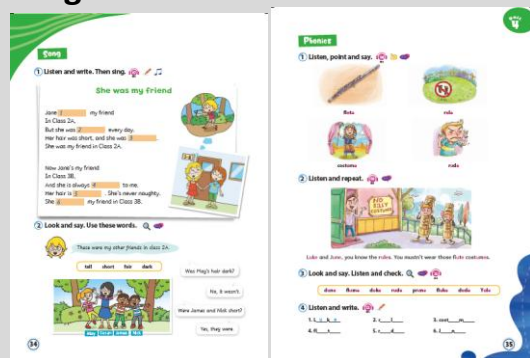 Song
1 Listen and write. Then sing.
She was my friend
Jane 1 my friend
In Class 2A.
But she was 2 every day.
Her hair was short, and she was 3
She was my friend in Class 2A.
Now Jane's my friend
In Class 3B.
And she is always 4 to me.
Her hair is 5 . She's never naughty.
She 6 my friend in Class 3B.
2 Look and say. Use these words.
These were my other friends in class 2A.
tall short fair dark
Was May's hair dark?
No, it wasn't.
Were James and Nick short?
Yes, they were.
34
Unit
4
Phonics
1 Listen, point and say.
flute
rule
costume
rude
2 Listen and repeat.
NO
SILLY
COSTUMES
Luke and June, you know the rules. You mustn't wear those flute costumes.
3 Look and say. Listen and check.
4 Listen and write.
35